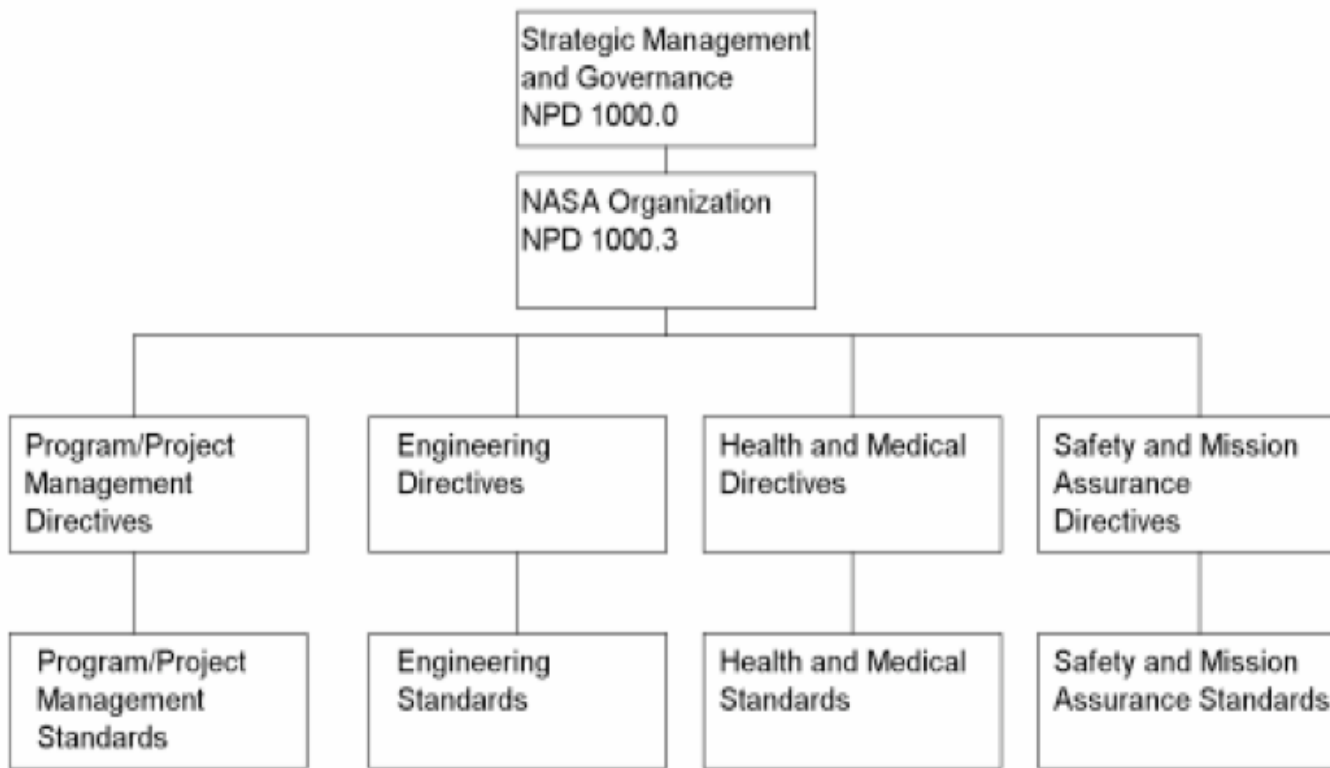 Strategic Management
and Governance
NPD 1000.0
NASA Organization
NPD 1000.3
Program/Project
Management
Directives
Engineering
Directives
Health and Medical
Directives
Safety and Mission
Assurance
Directives
Program/Project
Management
Standards
Engineering
Standards
Health and Medical
Standards
Safety and Mission
Assurance Standards